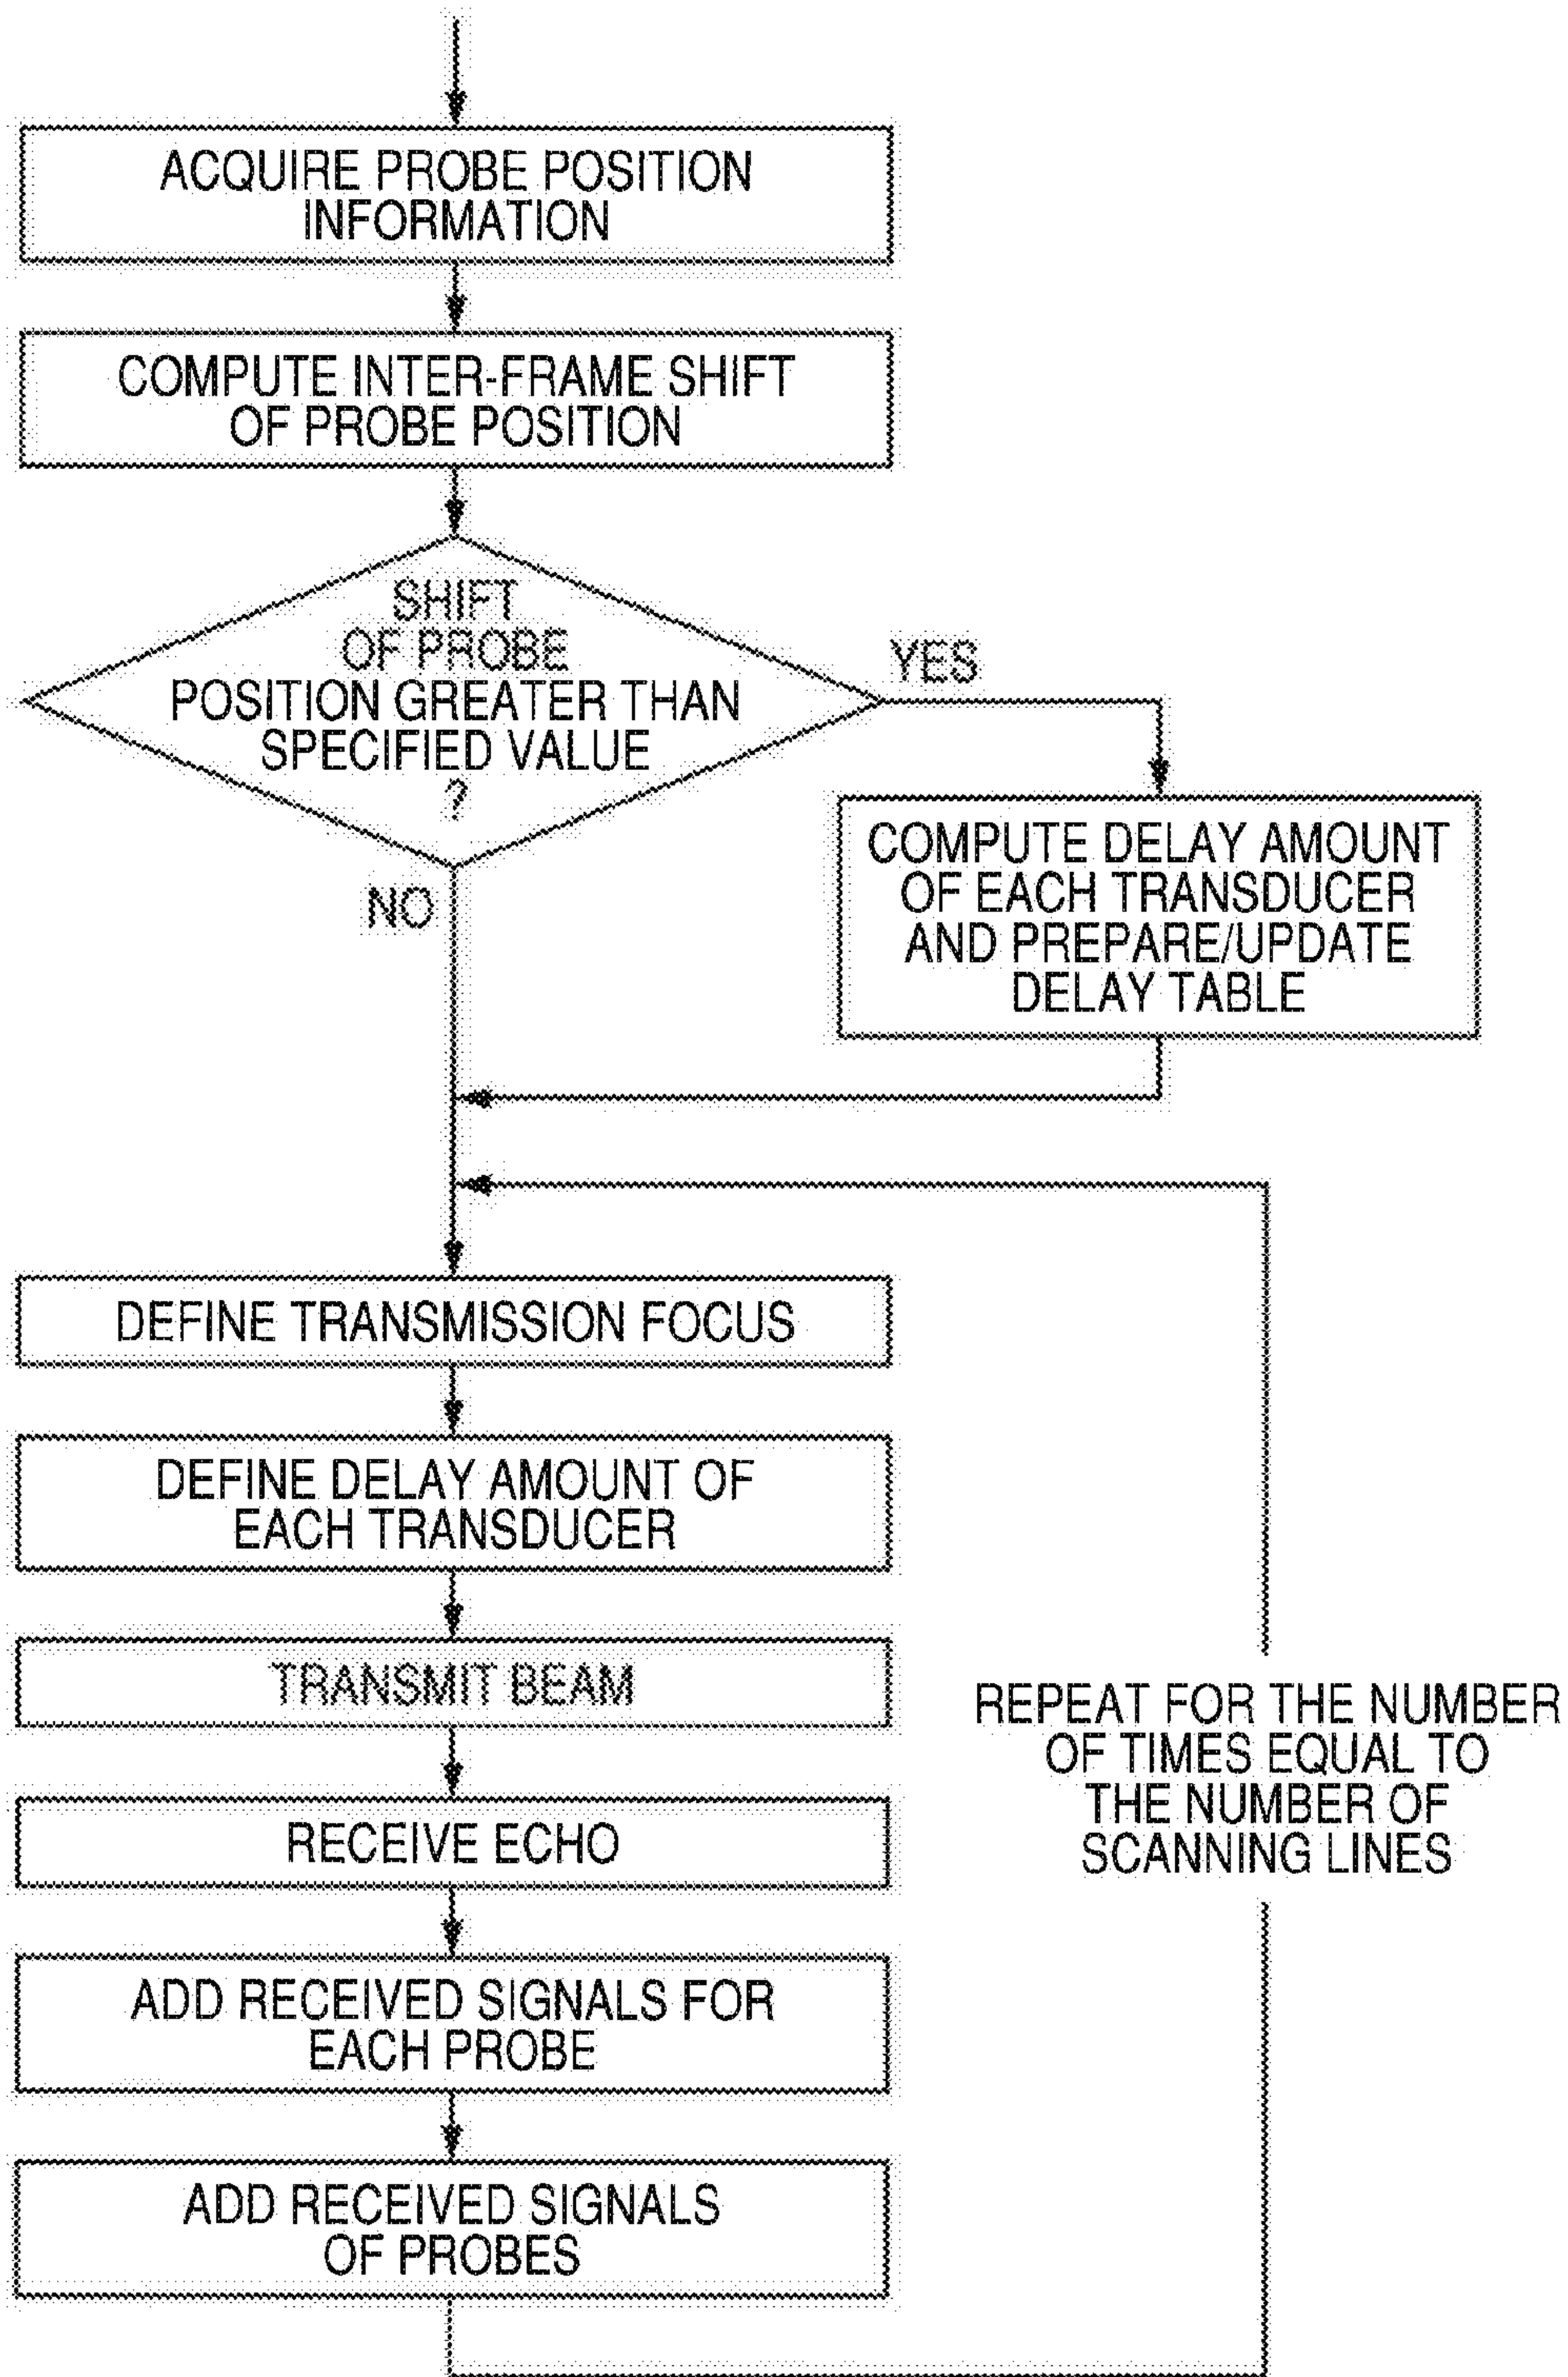 ACQUIRE PROBE POSITION
INFORMATION
COMPUTE INTER-FRAME SHIFT
OF PROBE POSITION
SHIFT
OF PROBE
POSITION GREATER THAN
SPECIFIED VALUE
?
YES
NO
COMPUTE DELAY AMOUNT
OF EACH TRANSDUCER
AND PREPARE/UPDATE
DELAY TABLE
DEFINE TRANSMISSION FOCUS
DEFINE DELAY AMOUNT OF
EACH TRANSDUCER
TRANSMIT BEAM
RECEIVE ECHO
ADD RECEIVED SIGNALS FOR
EACH PROBE
ADD RECEIVED SIGNALS
OF PROBES
REPEAT FOR THE NUMBER
OF TIMES EQUAL TO
THE NUMBER OF
SCANNING LINES